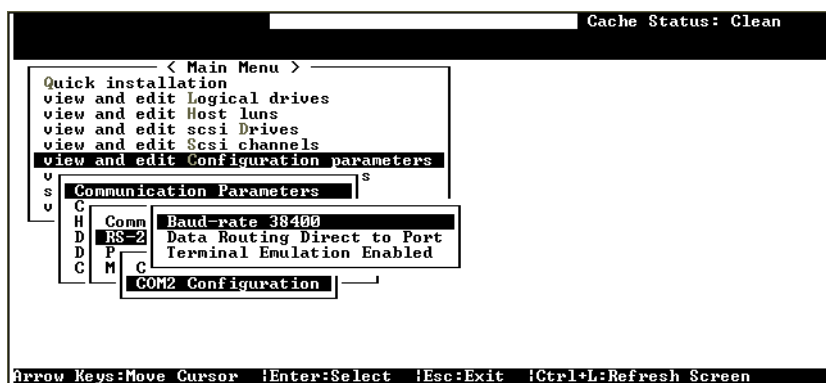 Cache Status: Clean
< Main Menu >
Quick installation
view and edit Logical drives
view and edit Host luns
view and edit scsi Drives
view and edit Scsi channels
view and edit Configuration parameters
v s
s Communication Parameters
v C
H Comm Baud-rate 38400
D RS-2 Data Routing Direct to Port
D P Terminal Emulation Enabled
C M C
COM2 Configuration
Arrow Keys:Move Cursor |Enter:Select |Esc:Exit |Ctrl+L:Refresh Screen